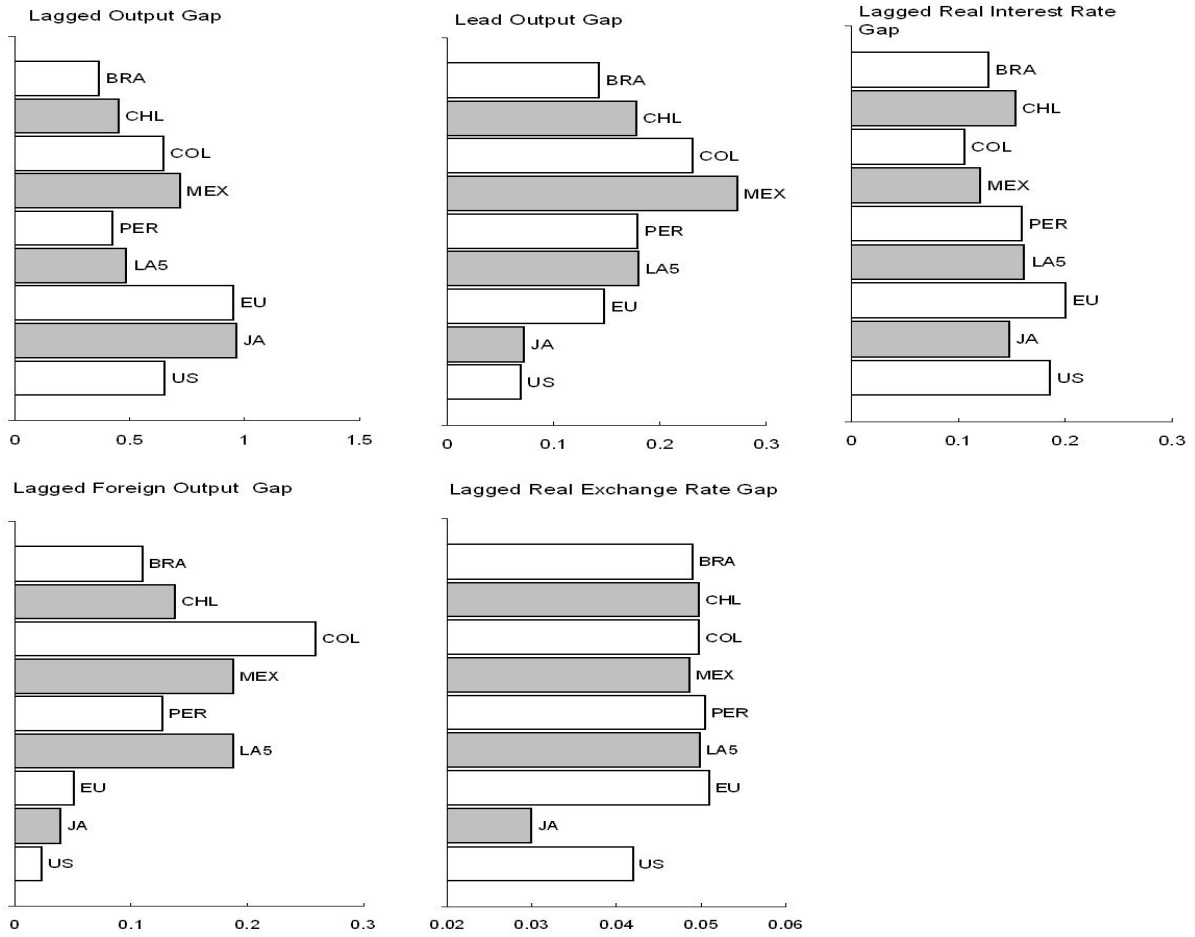 Lagged Output Gap
BRA
CHL
COL
MEX
PER
LA5
EU
JA
US
0 0.5 1 1.5
Lead Output Gap
BRA
CHL
COL
MEX
PER
LA5
EU
JA
US
0 0.1 0.2 0.3
Lagged Real Interest Rate
Gap
BRA
CHL
COL
MEX
PER
LA5
EU
JA
US
0 0.1 0.2 0.3
Lagged Foreign Output Gap
BRA
CHL
COL
MEX
PER
LA5
EU
JA
US
0 0.1 0.2 0.3
Lagged Real Exchange Rate Gap
BRA
CHL
COL
MEX
PER
LA5
EU
JA
US
0.02 0.03 0.04 0.05 0.06